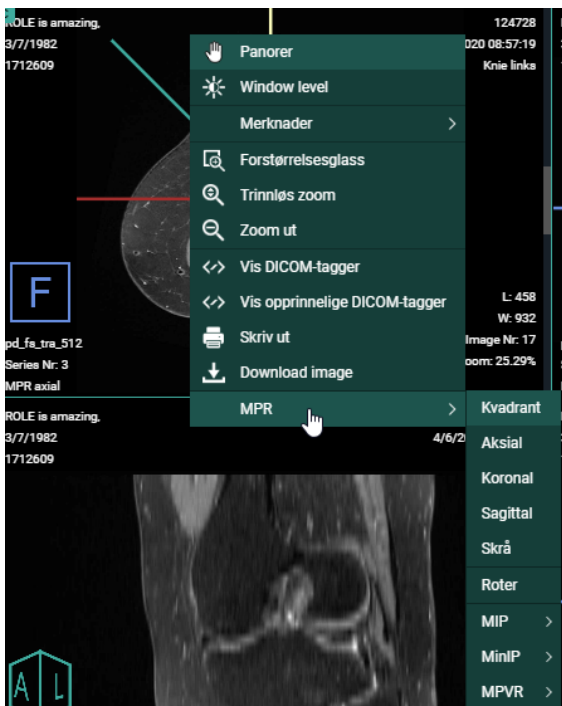 ROLE is amazing,
3/7/1982
1712609
124728
020 08:57:19
Knie links
Panorer
Window level
Merknader
Forstørrelsesglass
Trinnløs zoom
Zoom ut
Vis DICOM-tagger
Vis opprinnelige DICOM-tagger
Skriv ut
Download image
MPR
F
L: 458
W: 932
Image Nr: 17
oom: 25.29%
pd_fs_tra_512
Series Nr: 3
MPR axial
Kvadrant
Aksial
Koronal
Sagittal
Skrå
Roter
MIP
MinIP
MPVR
ROLE is amazing,
3/7/1982
1712609
4/6/2
A L